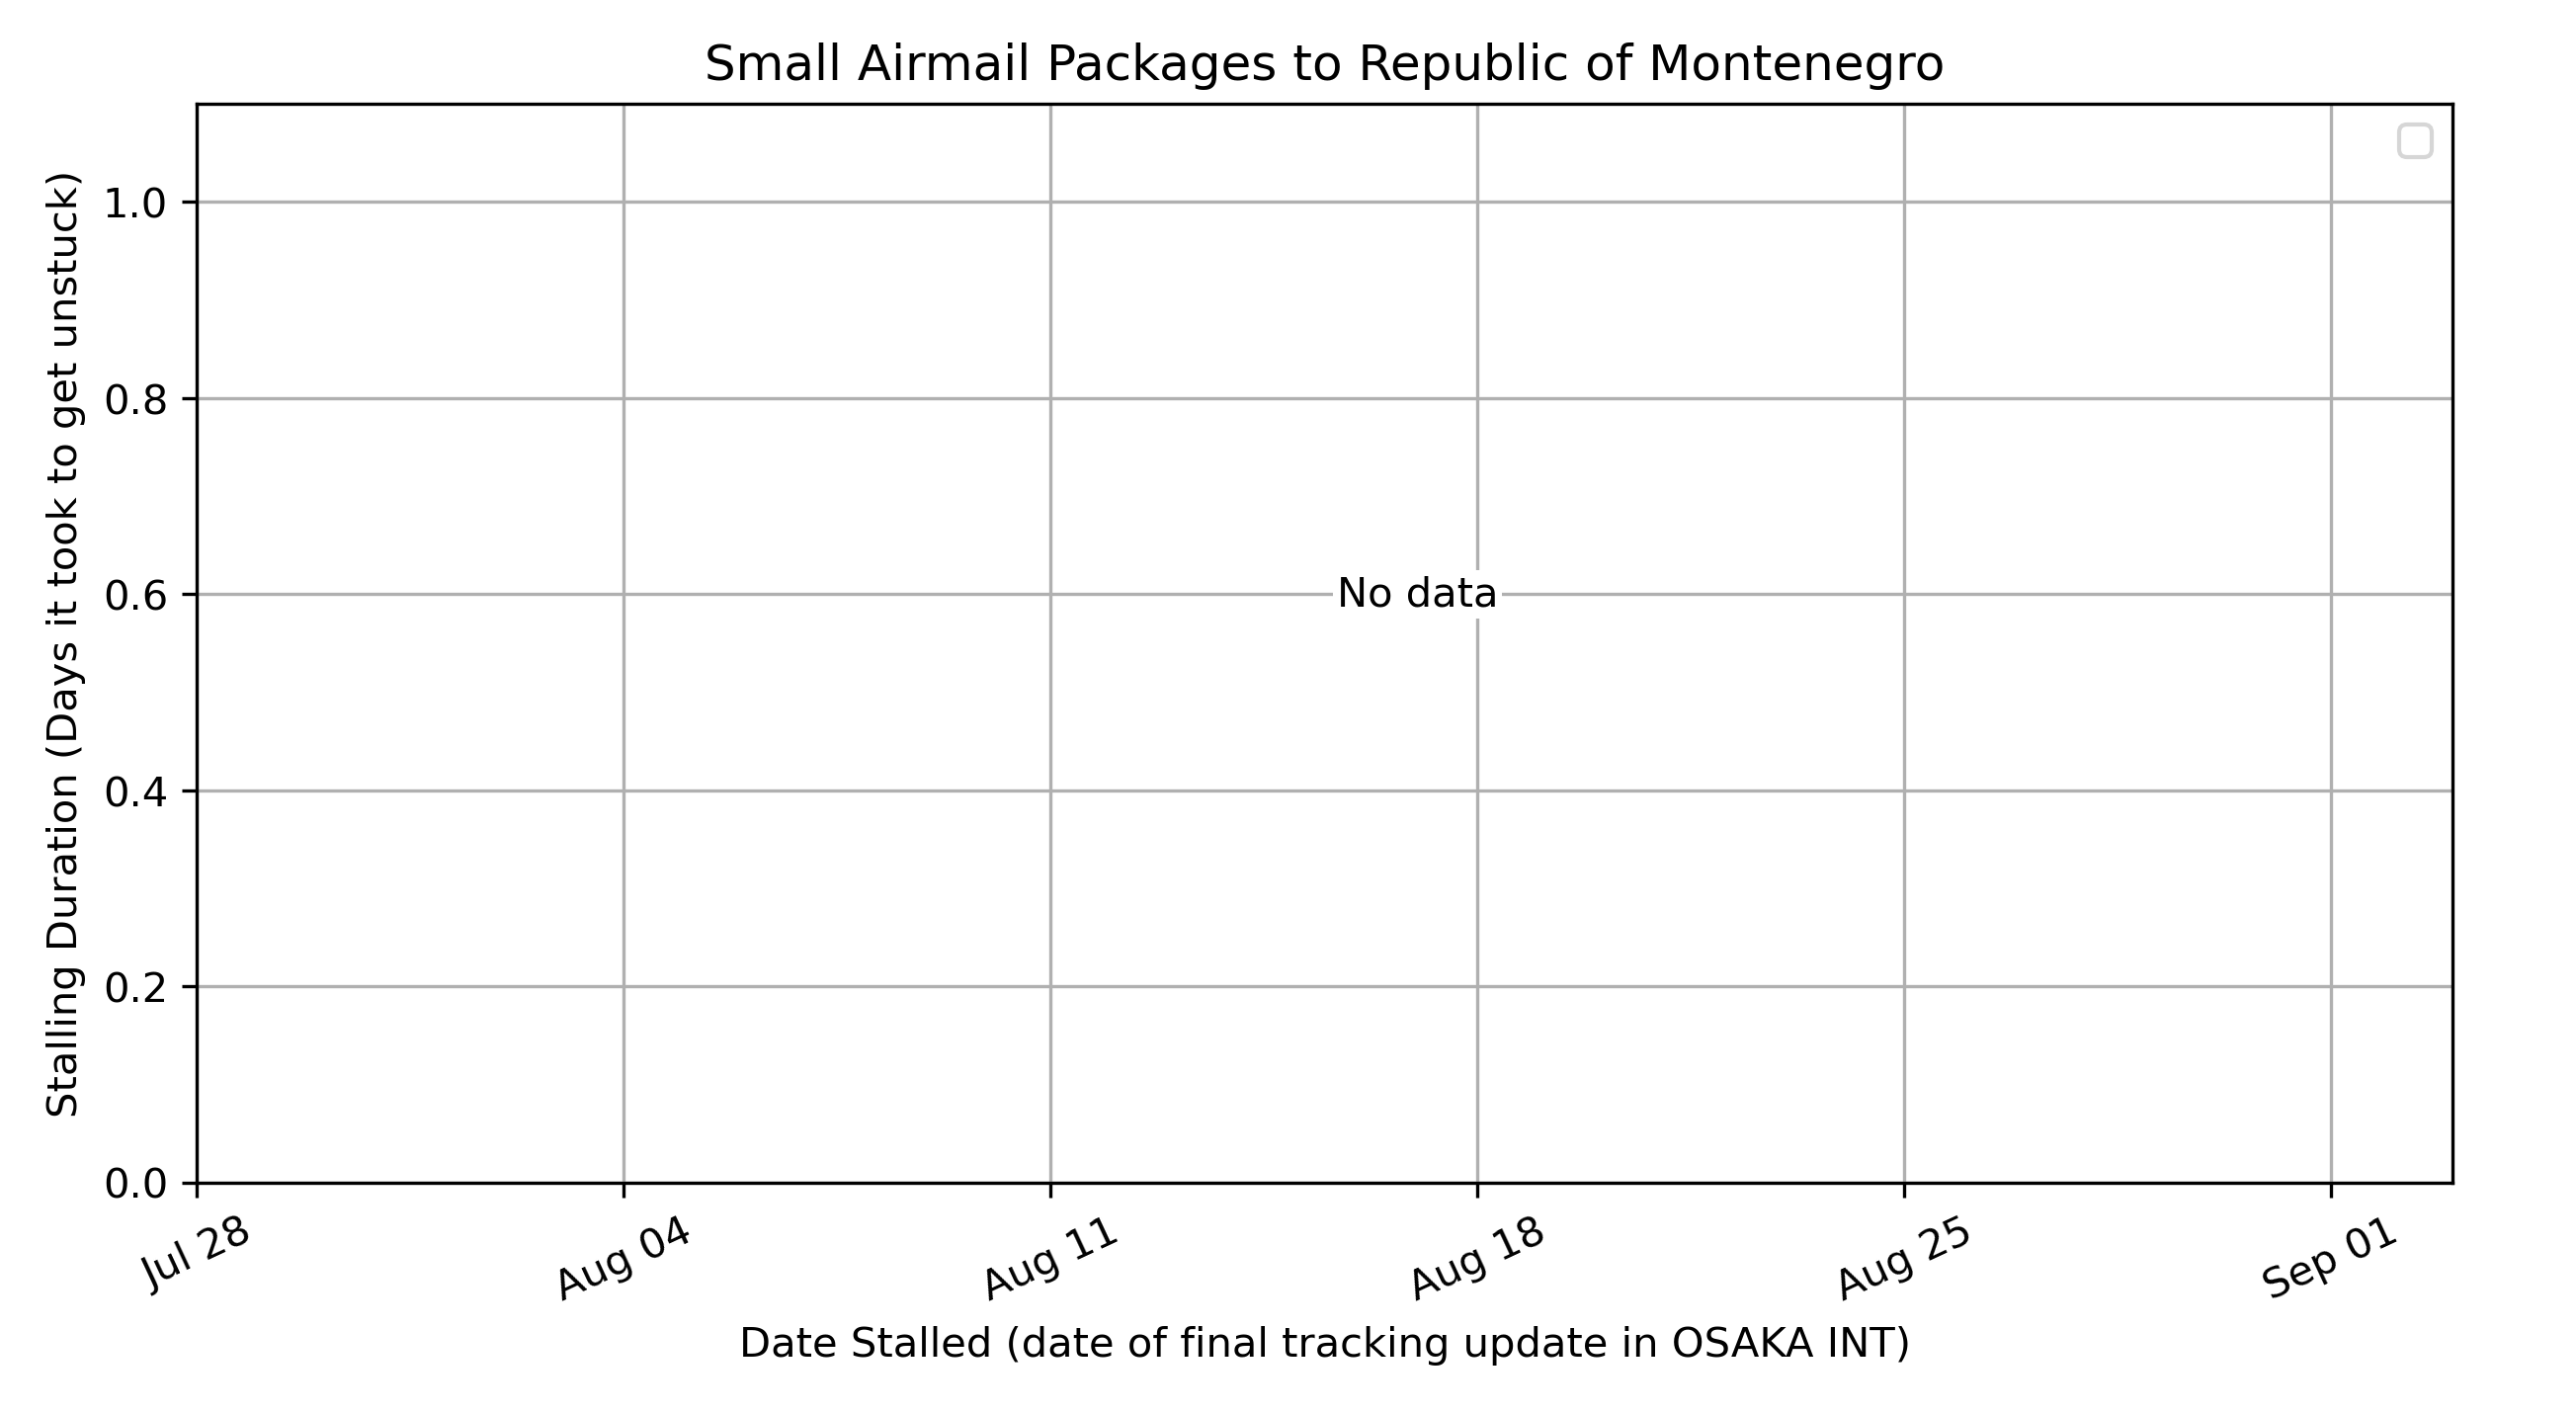 Small Airmail Packages to Republic of Montenegro
Stalling Duration (Days it took to get unstuck)
1.0
0.8
0.6
0.4
0.2
0.0
No data
Jul 28
Aug 04
Aug 11
Aug 18
Aug 25
Sep 01
Date Stalled (date of final tracking update in OSAKA INT)